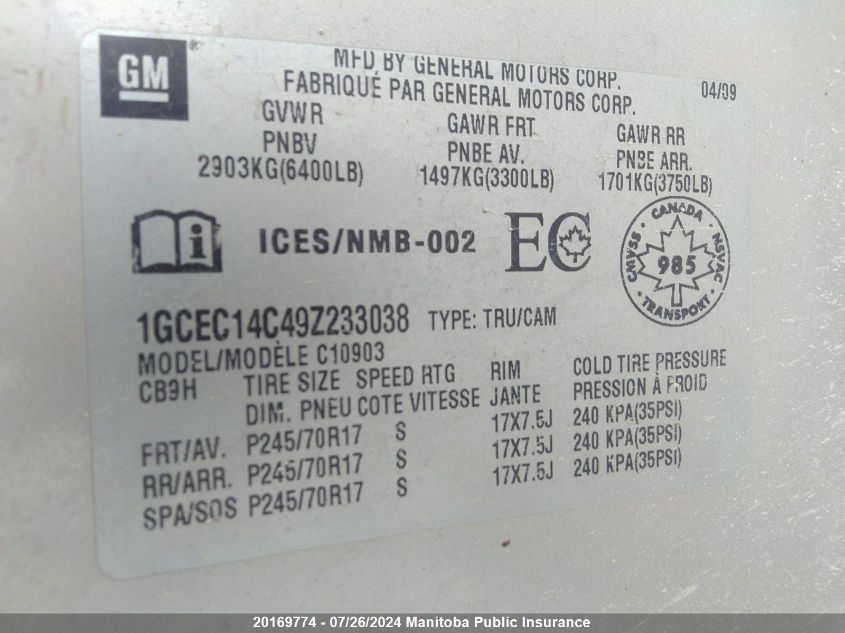 GM
MFD BY GENERAL MOTORS CORP.
FABRIQUÉ PAR GENERAL MOTORS CORP.
04/09
GVWR GAWR FRT GAWR RR
PNBV PNBE AV. PNBE ARR.
2903KG(6400LB) 1497KG(3300LB) 1701KG(3750LB)
i ICES/NMB-002 EC
CANADA
CMVSS 985 NSVAC
TRANSPORT
1GCEC14C49Z233038 TYPE: TRU/CAM
MODEL/MODÈLE C10903
CB9H TIRE SIZE SPEED RTG RIM COLD TIRE PRESSURE
DIM. PNEU COTE VITESSE JANTE PRESSION À FROID
FRT/AV. P245/70R17 S 17X7.5J 240 KPA(35PSI)
RR/ARR. P245/70R17 S 17X7.5J 240 KPA(35PSI)
SPA/SOS P245/70R17 S 17X7.5J 240 KPA(35PSI)
20169774 - 07/26/2024 Manitoba Public Insurance